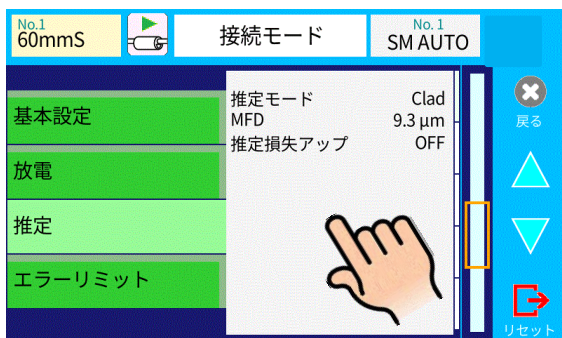 No.1
60mmS
接続モード
No. 1
SM AUTO
戻る
基本設定
放電
推定
エラーリミット
推定モード Clad
MFD 9.3 µm
推定損失アップ OFF
リセット